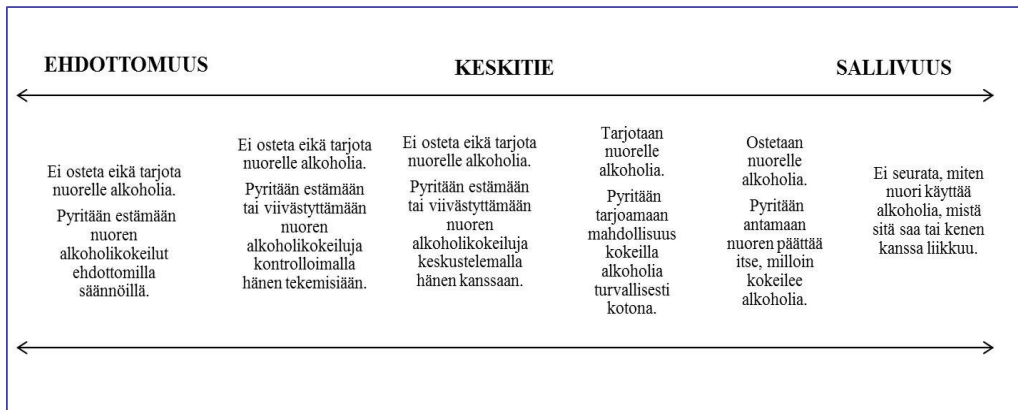 EHDOTTOMUUS
KESKITIE
SALLIVUUS
Ei osteta eikä tarjota
nuorelle alkoholia.
Pyritään estämään
nuoren
alkoholikokeilut
ehdottomilla
säännöillä.
Ei osteta eikä tarjota
nuorelle alkoholia.
Pyritään estämään
tai viivästyttämään
nuoren
alkoholikokeiluja
kontrolloimalla
hänen tekemisiään.
Ei osteta eikä tarjota
nuorelle alkoholia.
Pyritään estämään
tai viivästyttämään
nuoren
alkoholikokeiluja
keskustelemalla
hänen kanssaan.
Tarjotaan
nuorelle
alkoholia.
Pyritään
tarjoamaan
mahdollisuus
kokeilla
alkoholia
turvallisesti
kotona.
Ostetaan
nuorelle
alkoholia.
Pyritään
antamaan
nuoren päättää
itse, milloin
kokeilee
alkoholia.
Ei seurata, miten
nuori käyttää
alkoholia, mistä
sitä saa tai kenen
kanssa liikkuu.